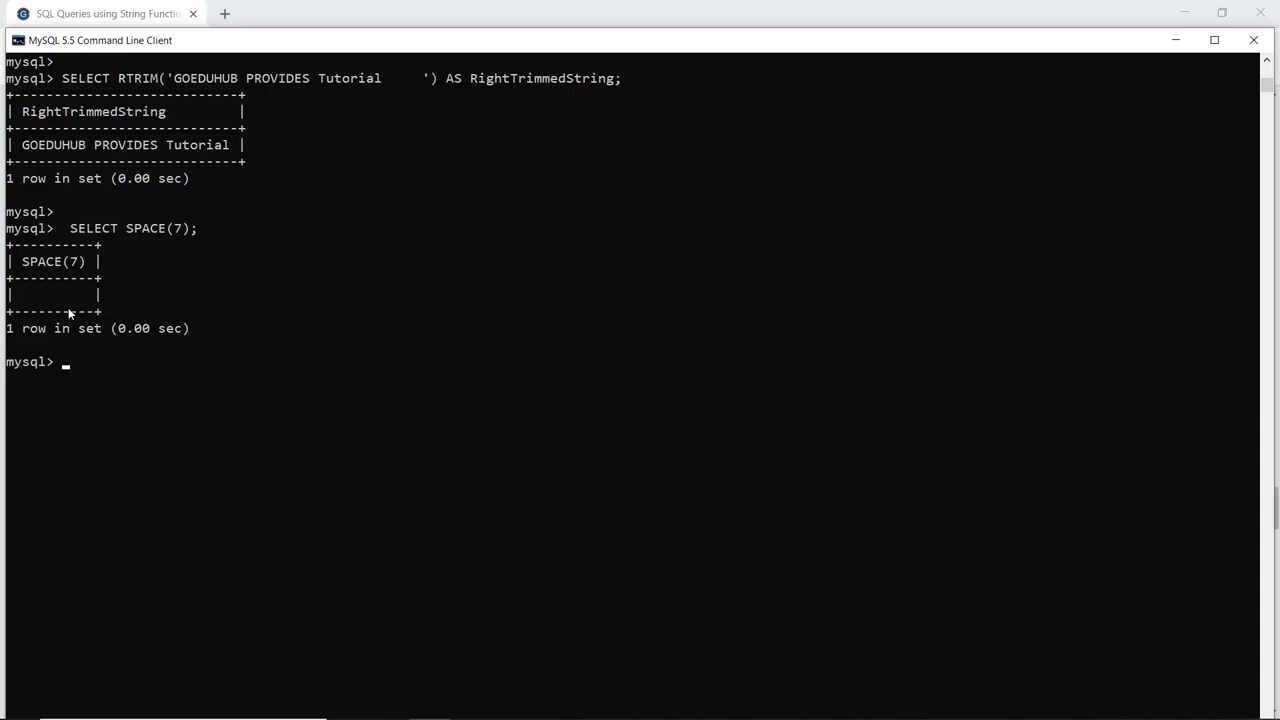 SQL Queries using String Functio
MySQL 5.5 Command Line Client
mysql>
mysql> SELECT RTRIM('GOEDUHUB PROVIDES Tutorial     ') AS RightTrimmedString;
+----------------------------+
| RightTrimmedString         |
+----------------------------+
| GOEDUHUB PROVIDES Tutorial |
+----------------------------+
1 row in set (0.00 sec)
mysql>
mysql>  SELECT SPACE(7);
+----------+
| SPACE(7) |
+----------+
|          |
+----------+
1 row in set (0.00 sec)
mysql>